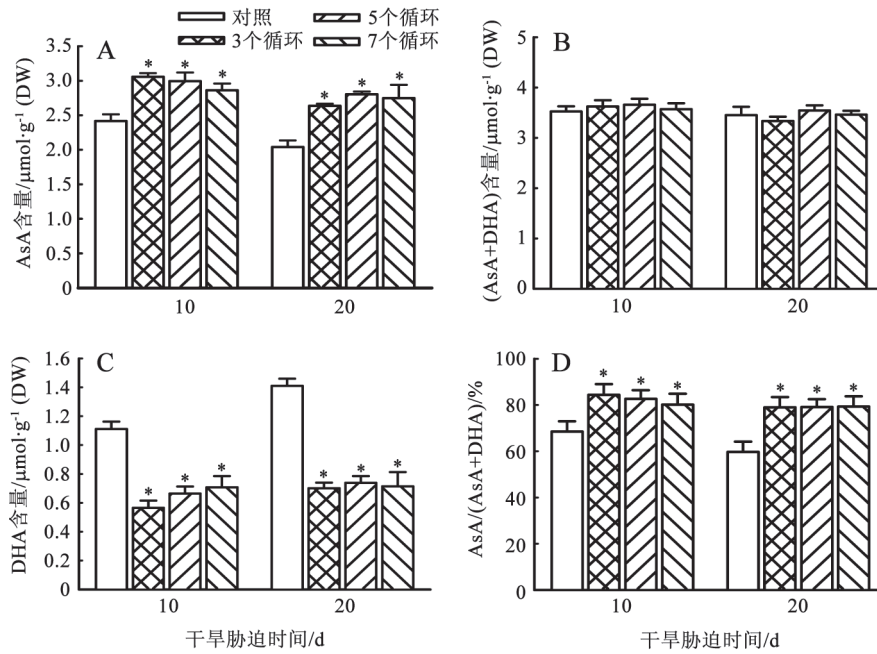 对照 5个循环
3个循环 7个循环
A
* * * * * *
3.5
3.0
2.5
2.0
1.5
1.0
0.5
0
AsA含量/μmol·g⁻¹ (DW)
10 20
B
5
4
3
2
1
0
(AsA+DHA)含量/μmol·g⁻¹ (DW)
10 20
C
* * * * * *
1.6
1.4
1.2
1.0
0.8
0.6
0.4
0.2
0
DHA含量/μmol·g⁻¹ (DW)
10 20
干旱胁迫时间/d
D
* * * * * *
100
80
60
40
20
0
AsA/(AsA+DHA)/%
10 20
干旱胁迫时间/d